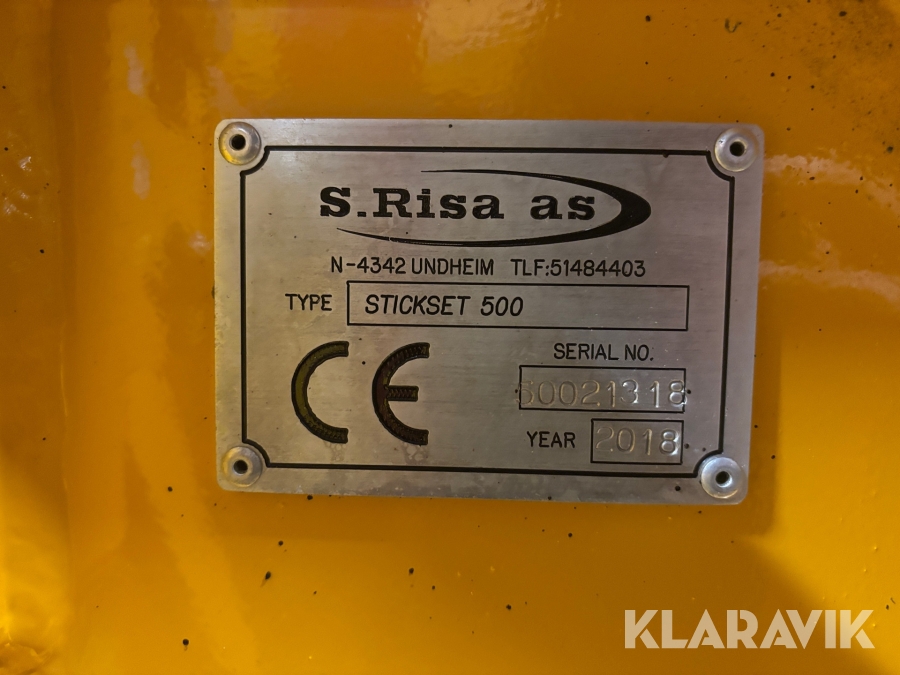 S.Risa as
N-4342 UNDHEIM TLF:51484403
TYPE STICKSET 500
CE
SERIAL NO.
50021318
YEAR 2018
KLARAVIK